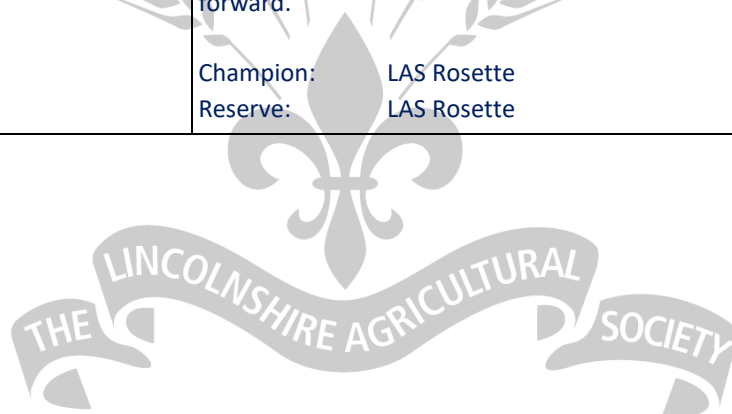 forward.
Champion: LAS Rosette
Reserve: LAS Rosette
THE LINCOLNSHIRE AGRICULTURAL SOCIETY